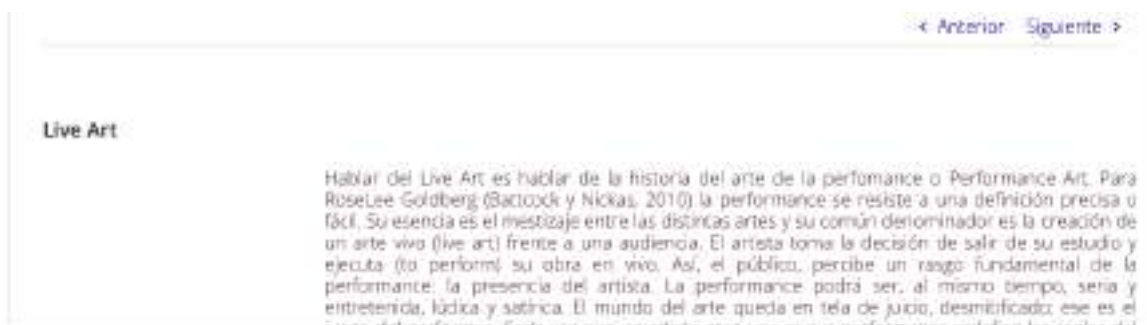 < Anterior Siguiente >
Live Art
Hablar del Live Art es hablar de la historia del arte de la perfomance o Performance Art. Para
RoseLee Goldberg (Battcock y Nickas, 2010) la performance se resiste a una definición precisa o
fácil. Su esencia es el mestizaje entre las distintas artes y su común denominador es la creación de
un arte vivo (live art) frente a una audiencia. El artista toma la decisión de salir de su estudio y
ejecuta (to perform) su obra en vivo. Así, el público, percibe un rasgo fundamental de la
performance: la presencia del artista. La performance podrá ser, al mismo tiempo, seria y
entretenida, lúdica y satírica. El mundo del arte queda en tela de juicio, desmitificado; ese es el